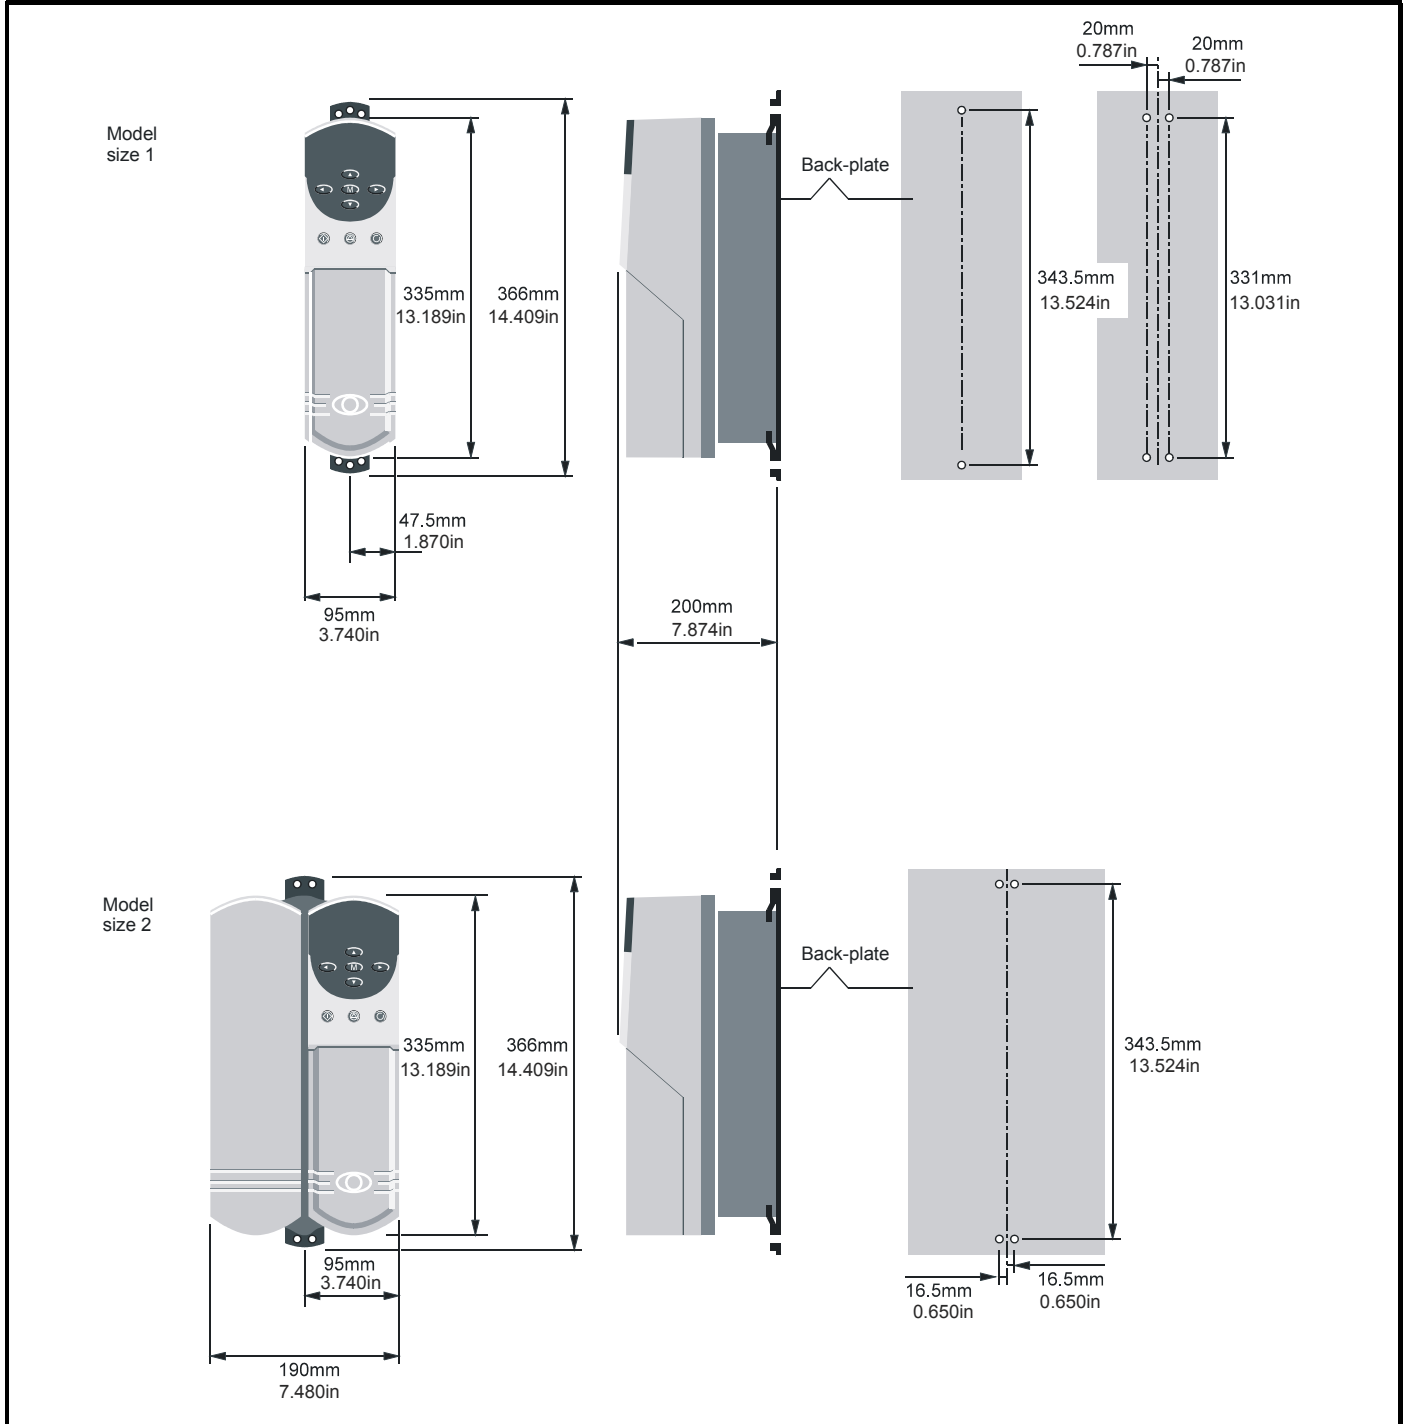 20mm
0.787in
20mm
0.787in
Model
size 1
M
Back-plate
335mm
13.189in
366mm
14.409in
343.5mm
13.524in
331mm
13.031in
47.5mm
1.870in
95mm
3.740in
200mm
7.874in
Model
size 2
M
Back-plate
335mm
13.189in
366mm
14.409in
343.5mm
13.524in
95mm
3.740in
16.5mm
0.650in
16.5mm
0.650in
190mm
7.480in